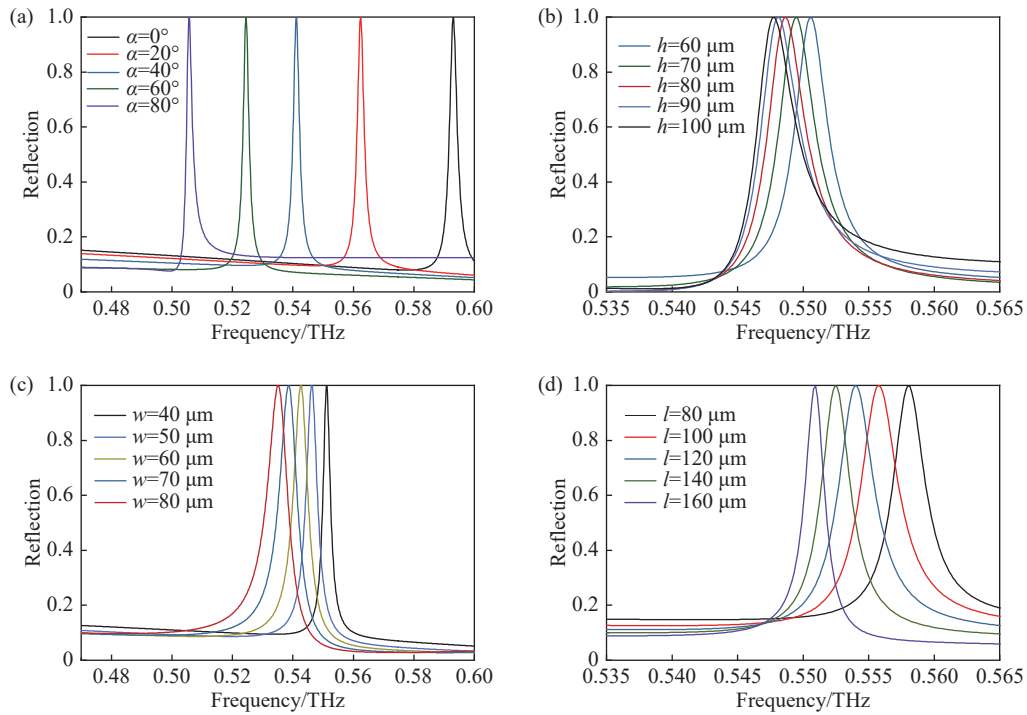 (a)
1.0
0.8
0.6
0.4
0.2
0
Reflection
α=0°
α=20°
α=40°
α=60°
α=80°
0.48 0.50 0.52 0.54 0.56 0.58 0.60
Frequency/THz
(b)
1.0
0.8
0.6
0.4
0.2
0
Reflection
h=60 μm
h=70 μm
h=80 μm
h=90 μm
h=100 μm
0.535 0.540 0.545 0.550 0.555 0.560 0.565
Frequency/THz
(c)
1.0
0.8
0.6
0.4
0.2
0
Reflection
w=40 μm
w=50 μm
w=60 μm
w=70 μm
w=80 μm
0.48 0.50 0.52 0.54 0.56 0.58 0.60
Frequency/THz
(d)
1.0
0.8
0.6
0.4
0.2
0
Reflection
l=80 μm
l=100 μm
l=120 μm
l=140 μm
l=160 μm
0.535 0.540 0.545 0.550 0.555 0.560 0.565
Frequency/THz